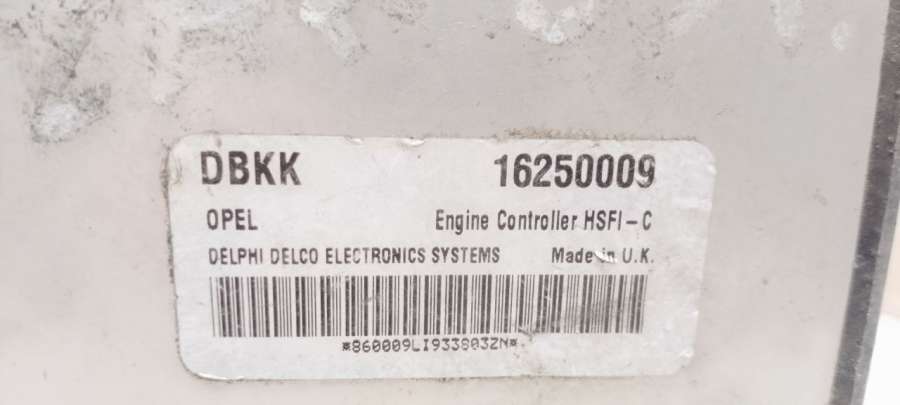 DBKK 16250009
OPEL Engine Controller HSFI-C
DELPHI DELCO ELECTRONICS SYSTEMS Made in U.K.
*860009LI933803ZN*